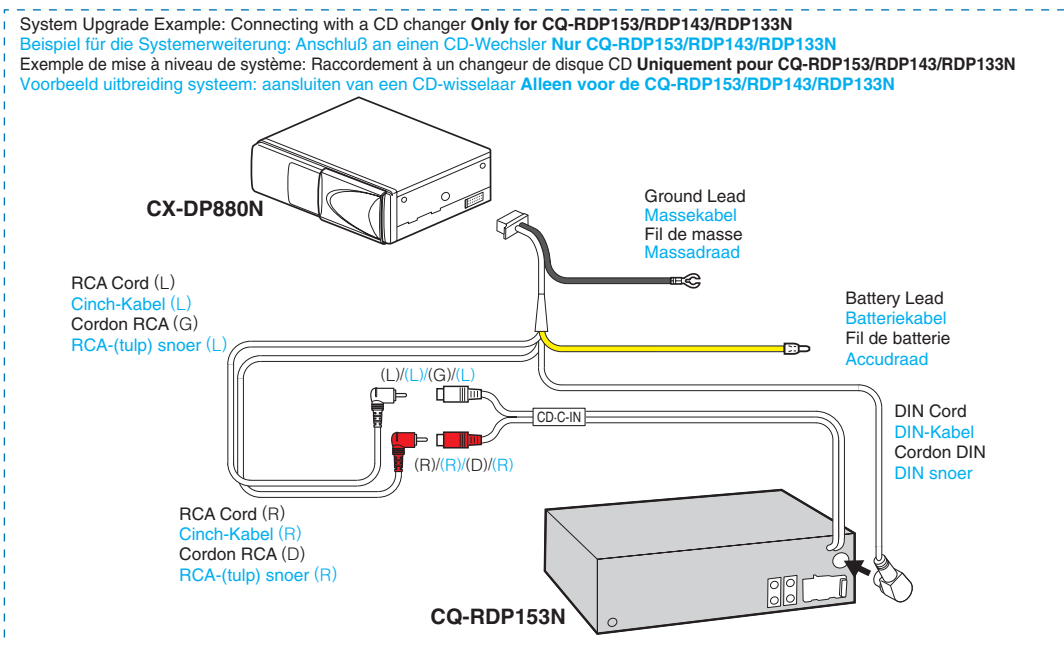 System Upgrade Example: Connecting with a CD changer Only for CQ-RDP153/RDP143/RDP133N
Beispiel für die Systemerweiterung: Anschluß an einen CD-Wechsler Nur CQ-RDP153/RDP143/RDP133N
Exemple de mise à niveau de système: Raccordement à un changeur de disque CD Uniquement pour CQ-RDP153/RDP143/RDP133N
Voorbeeld uitbreiding systeem: aansluiten van een CD-wisselaar Alleen voor de CQ-RDP153/RDP143/RDP133N
CX-DP880N
Ground Lead
Massekabel
Fil de masse
Massadraad
RCA Cord (L)
Cinch-Kabel (L)
Cordon RCA (G)
RCA-(tulp) snoer (L)
Battery Lead
Batteriekabel
Fil de batterie
Accudraad
(L)/(L)/(G)/(L)
CD·C-IN
(R)/(R)/(D)/(R)
DIN Cord
DIN-Kabel
Cordon DIN
DIN snoer
RCA Cord (R)
Cinch-Kabel (R)
Cordon RCA (D)
RCA-(tulp) snoer (R)
CQ-RDP153N